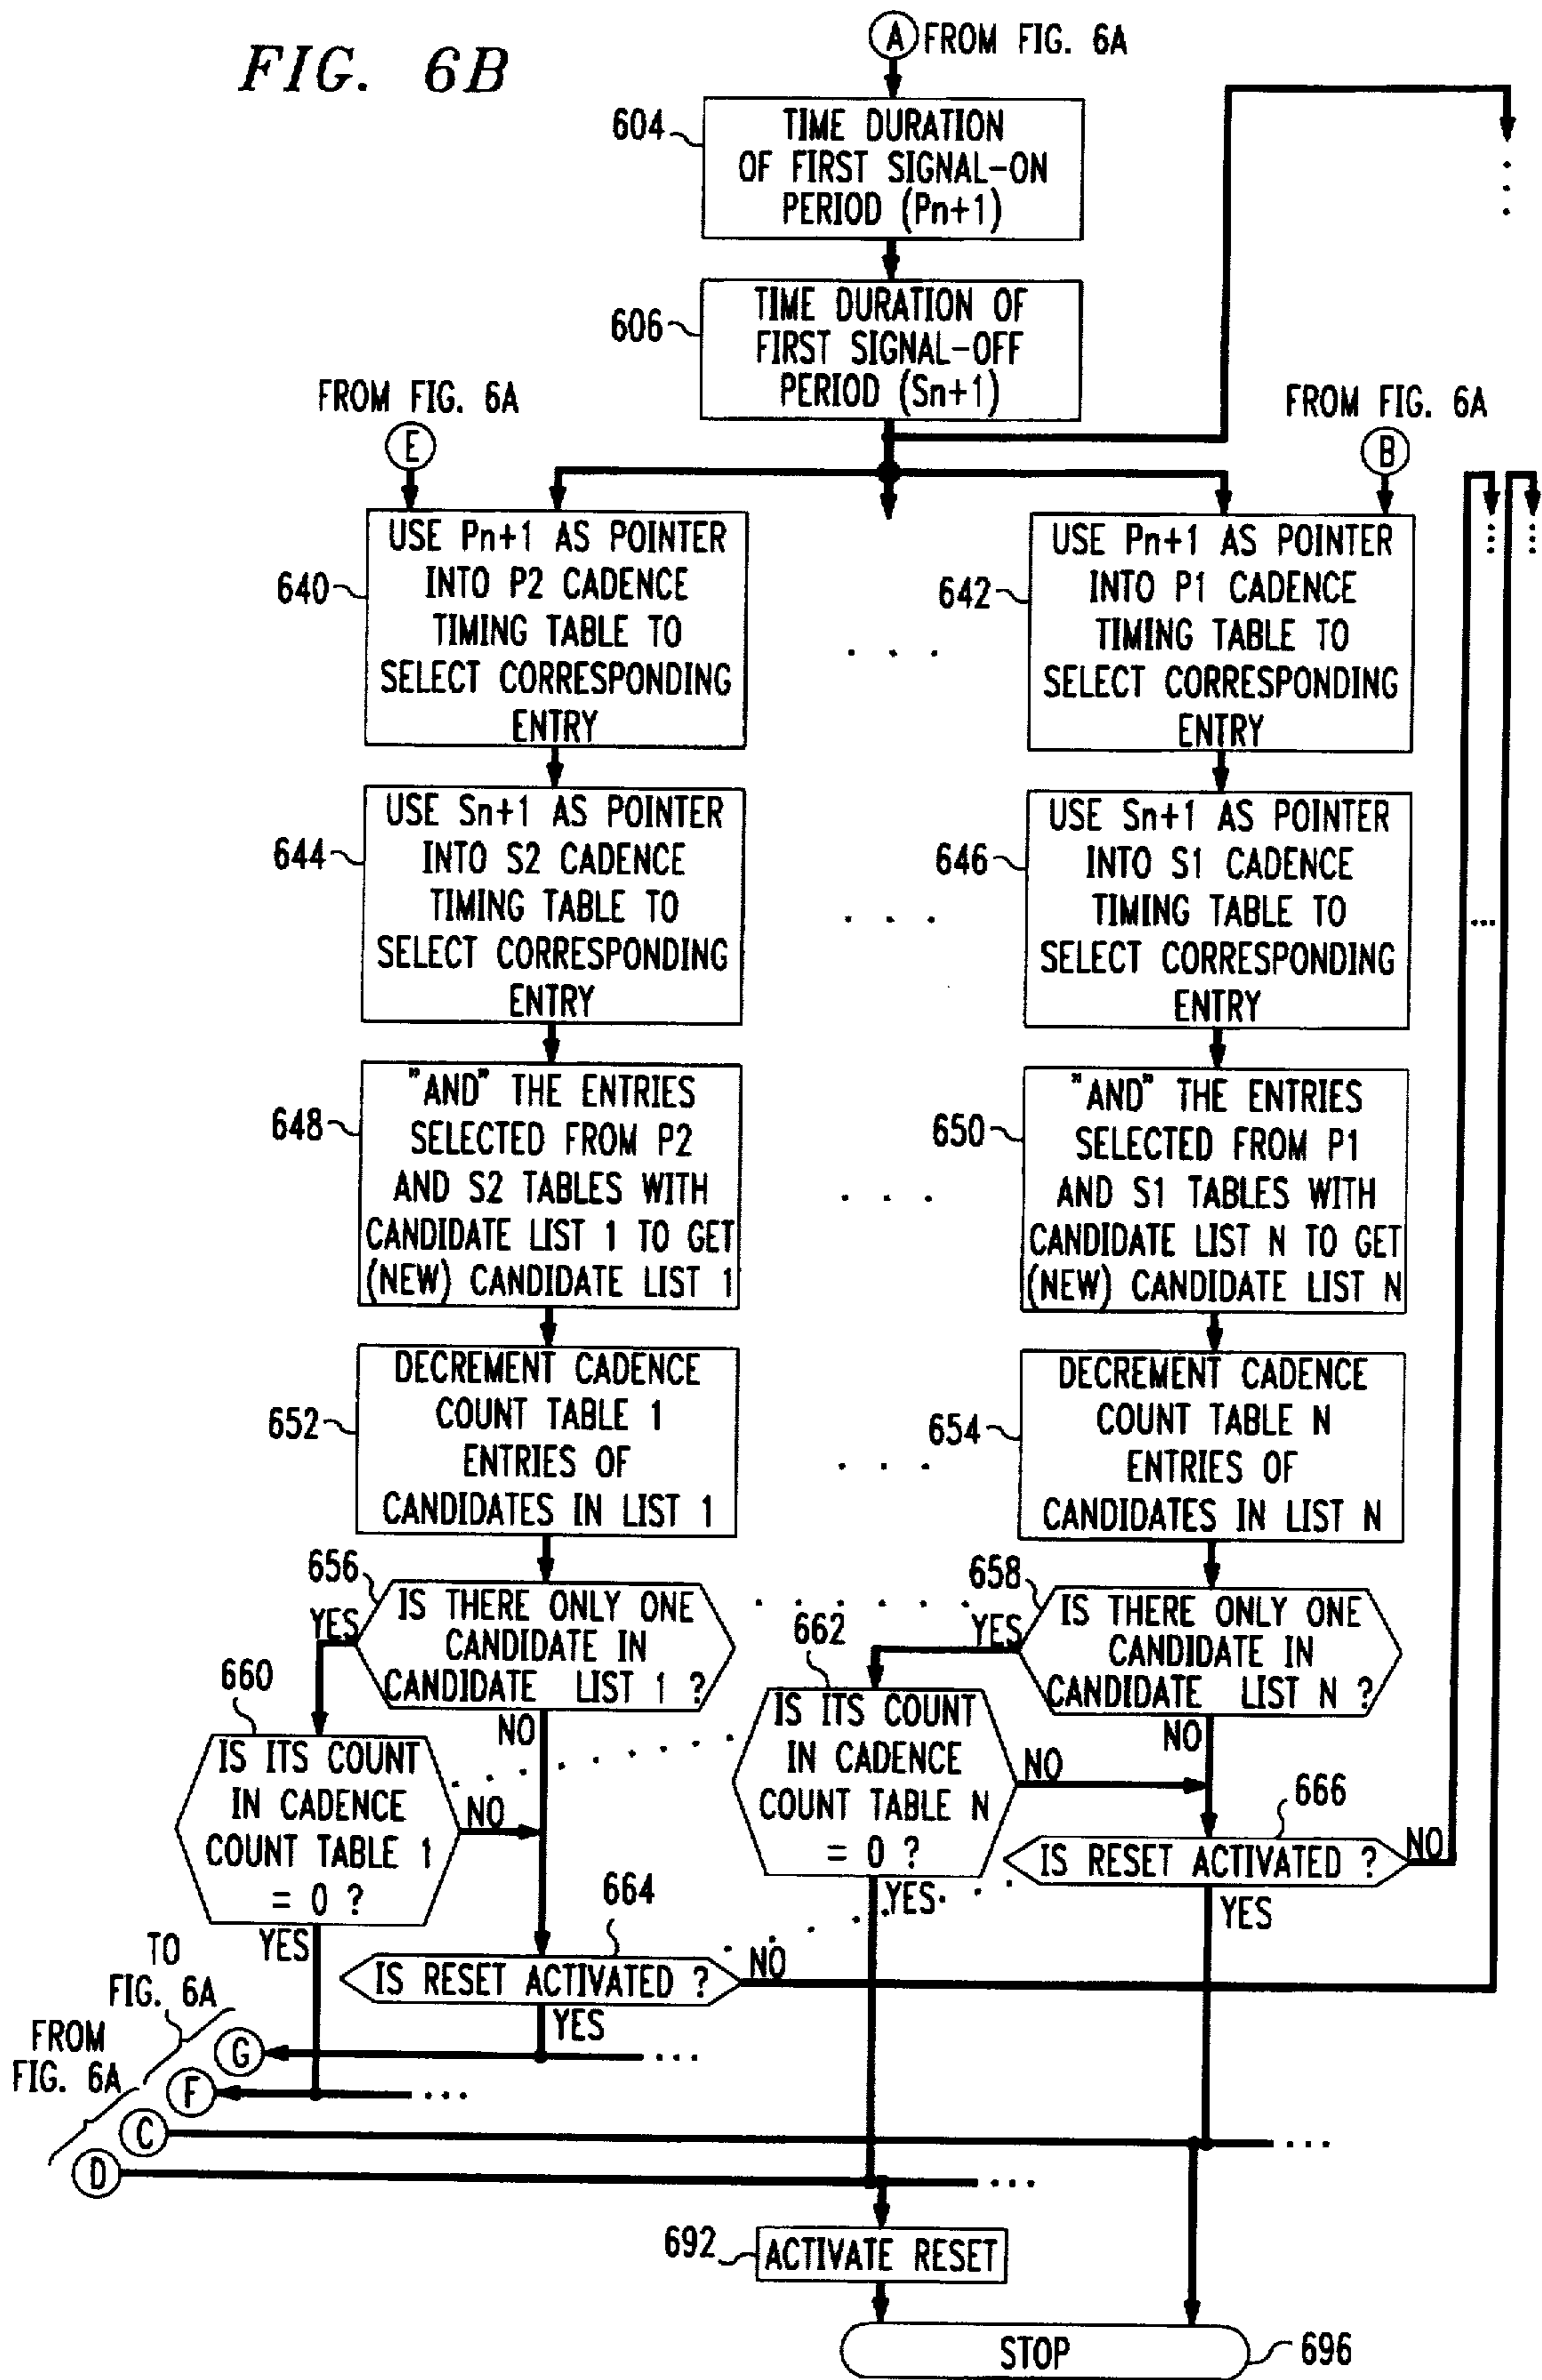 FIG. 6B
A FROM FIG. 6A
604
TIME DURATION
OF FIRST SIGNAL-ON
PERIOD (Pn+1)
606
TIME DURATION OF
FIRST SIGNAL-OFF
PERIOD (Sn+1)
FROM FIG. 6A
E
FROM FIG. 6A
B
640
USE Pn+1 AS POINTER
INTO P2 CADENCE
TIMING TABLE TO
SELECT CORRESPONDING
ENTRY
642
USE Pn+1 AS POINTER
INTO P1 CADENCE
TIMING TABLE TO
SELECT CORRESPONDING
ENTRY
644
USE Sn+1 AS POINTER
INTO S2 CADENCE
TIMING TABLE TO
SELECT CORRESPONDING
ENTRY
646
USE Sn+1 AS POINTER
INTO S1 CADENCE
TIMING TABLE TO
SELECT CORRESPONDING
ENTRY
648
"AND" THE ENTRIES
SELECTED FROM P2
AND S2 TABLES WITH
CANDIDATE LIST 1 TO GET
(NEW) CANDIDATE LIST 1
650
"AND" THE ENTRIES
SELECTED FROM P1
AND S1 TABLES WITH
CANDIDATE LIST N TO GET
(NEW) CANDIDATE LIST N
652
DECREMENT CADENCE
COUNT TABLE 1
ENTRIES OF
CANDIDATES IN LIST 1
654
DECREMENT CADENCE
COUNT TABLE N
ENTRIES OF
CANDIDATES IN LIST N
656
IS THERE ONLY ONE
CANDIDATE IN
CANDIDATE LIST 1 ?
YES
NO
658
IS THERE ONLY ONE
CANDIDATE IN
CANDIDATE LIST N ?
YES
NO
660
IS ITS COUNT
IN CADENCE
COUNT TABLE 1
= 0 ?
NO
YES
662
IS ITS COUNT
IN CADENCE
COUNT TABLE N
= 0 ?
NO
YES
664
IS RESET ACTIVATED ?
NO
YES
666
IS RESET ACTIVATED ?
NO
YES
TO
FIG. 6A
G
F
FROM
FIG. 6A
C
D
692
ACTIVATE RESET
STOP
696